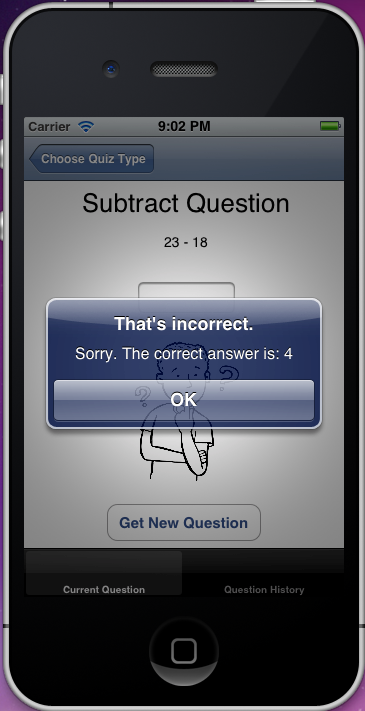 Carrier 9:02 PM
Choose Quiz Type
Subtract Question
23 - 18
That's incorrect.
Sorry. The correct answer is: 4
? ?
OK
Get New Question
Current Question Question History